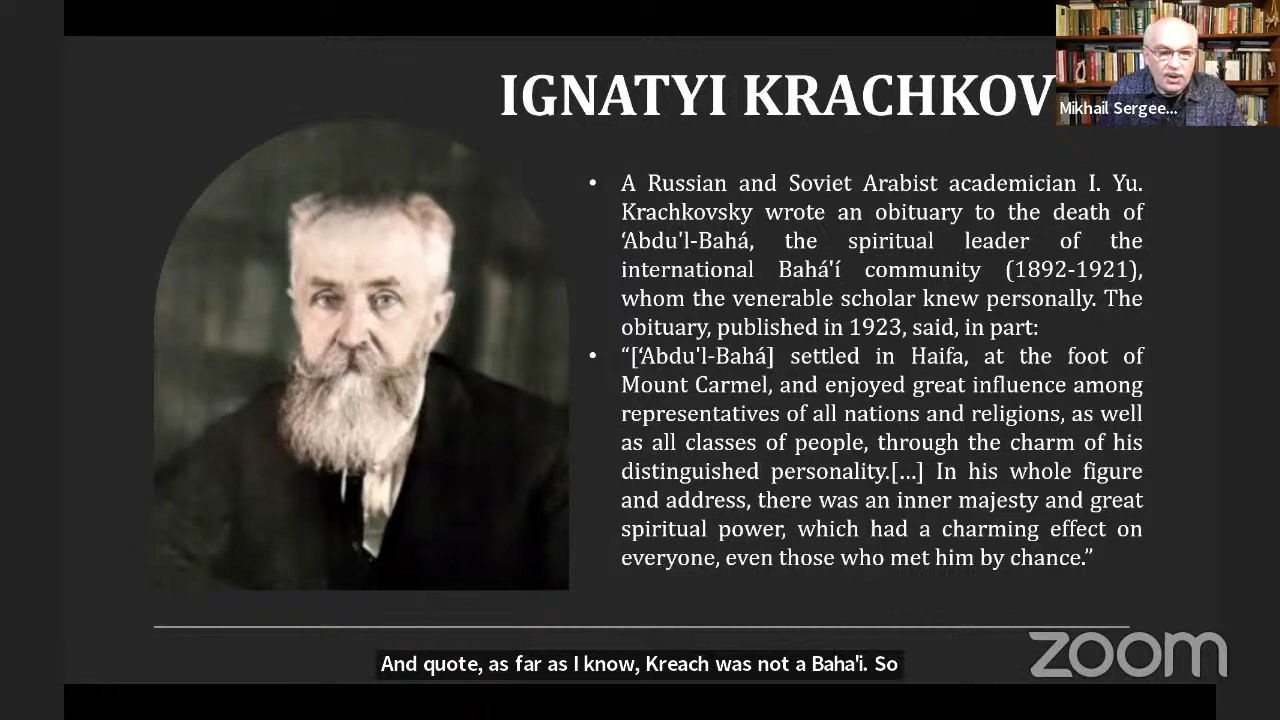 IGNATYI KRACHKOV
Mikhail Sergee...
• A Russian and Soviet Arabist academician I. Yu.
Krachkovsky wrote an obituary to the death of
‘Abdu'l-Bahá, the spiritual leader of the
international Bahá'í community (1892-1921),
whom the venerable scholar knew personally. The
obituary, published in 1923, said, in part:
• “[‘Abdu'l-Bahá] settled in Haifa, at the foot of
Mount Carmel, and enjoyed great influence among
representatives of all nations and religions, as well
as all classes of people, through the charm of his
distinguished personality.[...] In his whole figure
and address, there was an inner majesty and great
spiritual power, which had a charming effect on
everyone, even those who met him by chance.”
zoom
And quote, as far as I know, Kreach was not a Baha'i. So